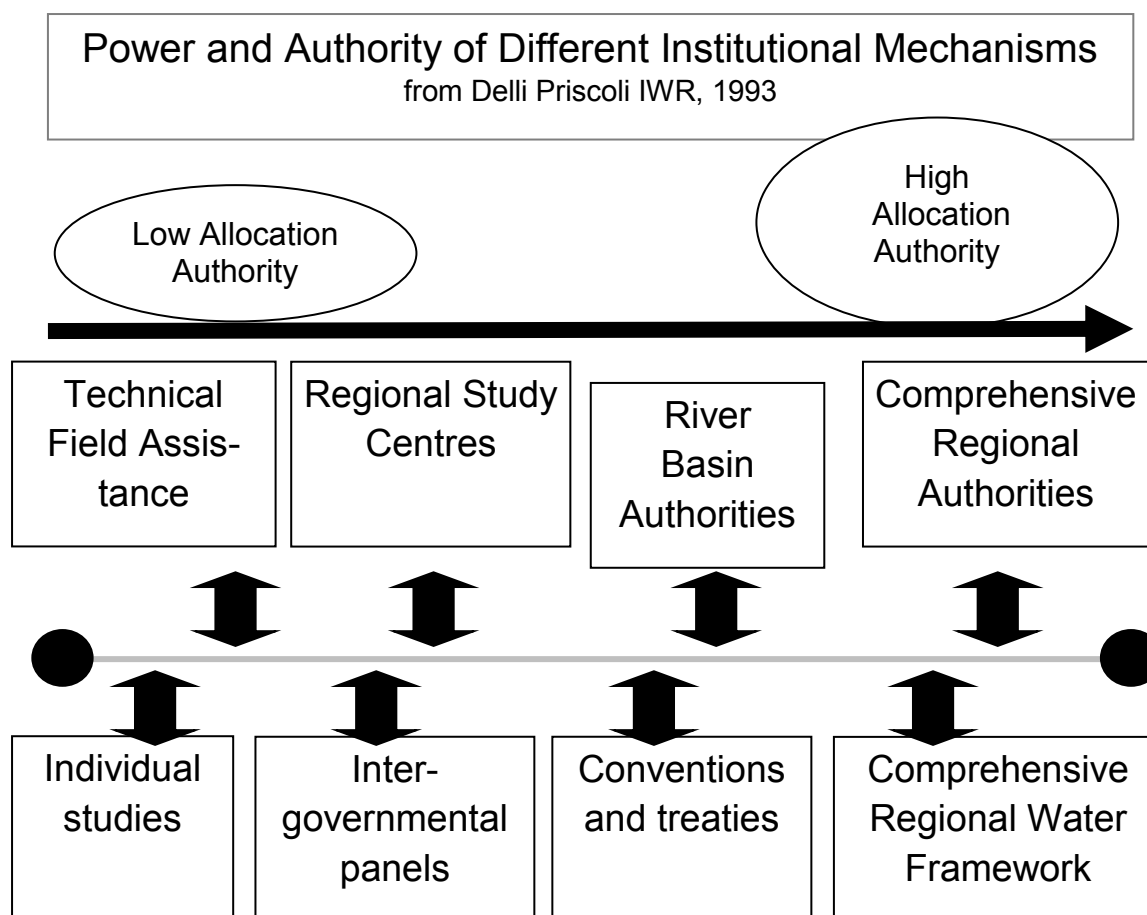 Power and Authority of Different Institutional Mechanisms
from Delli Priscoli IWR, 1993
Low Allocation
Authority
High
Allocation
Authority
Technical
Field Assis-
tance
Regional Study
Centres
River
Basin
Authorities
Comprehensive
Regional
Authorities
Individual
studies
Inter-
governmental
panels
Conventions
and treaties
Comprehensive
Regional Water
Framework